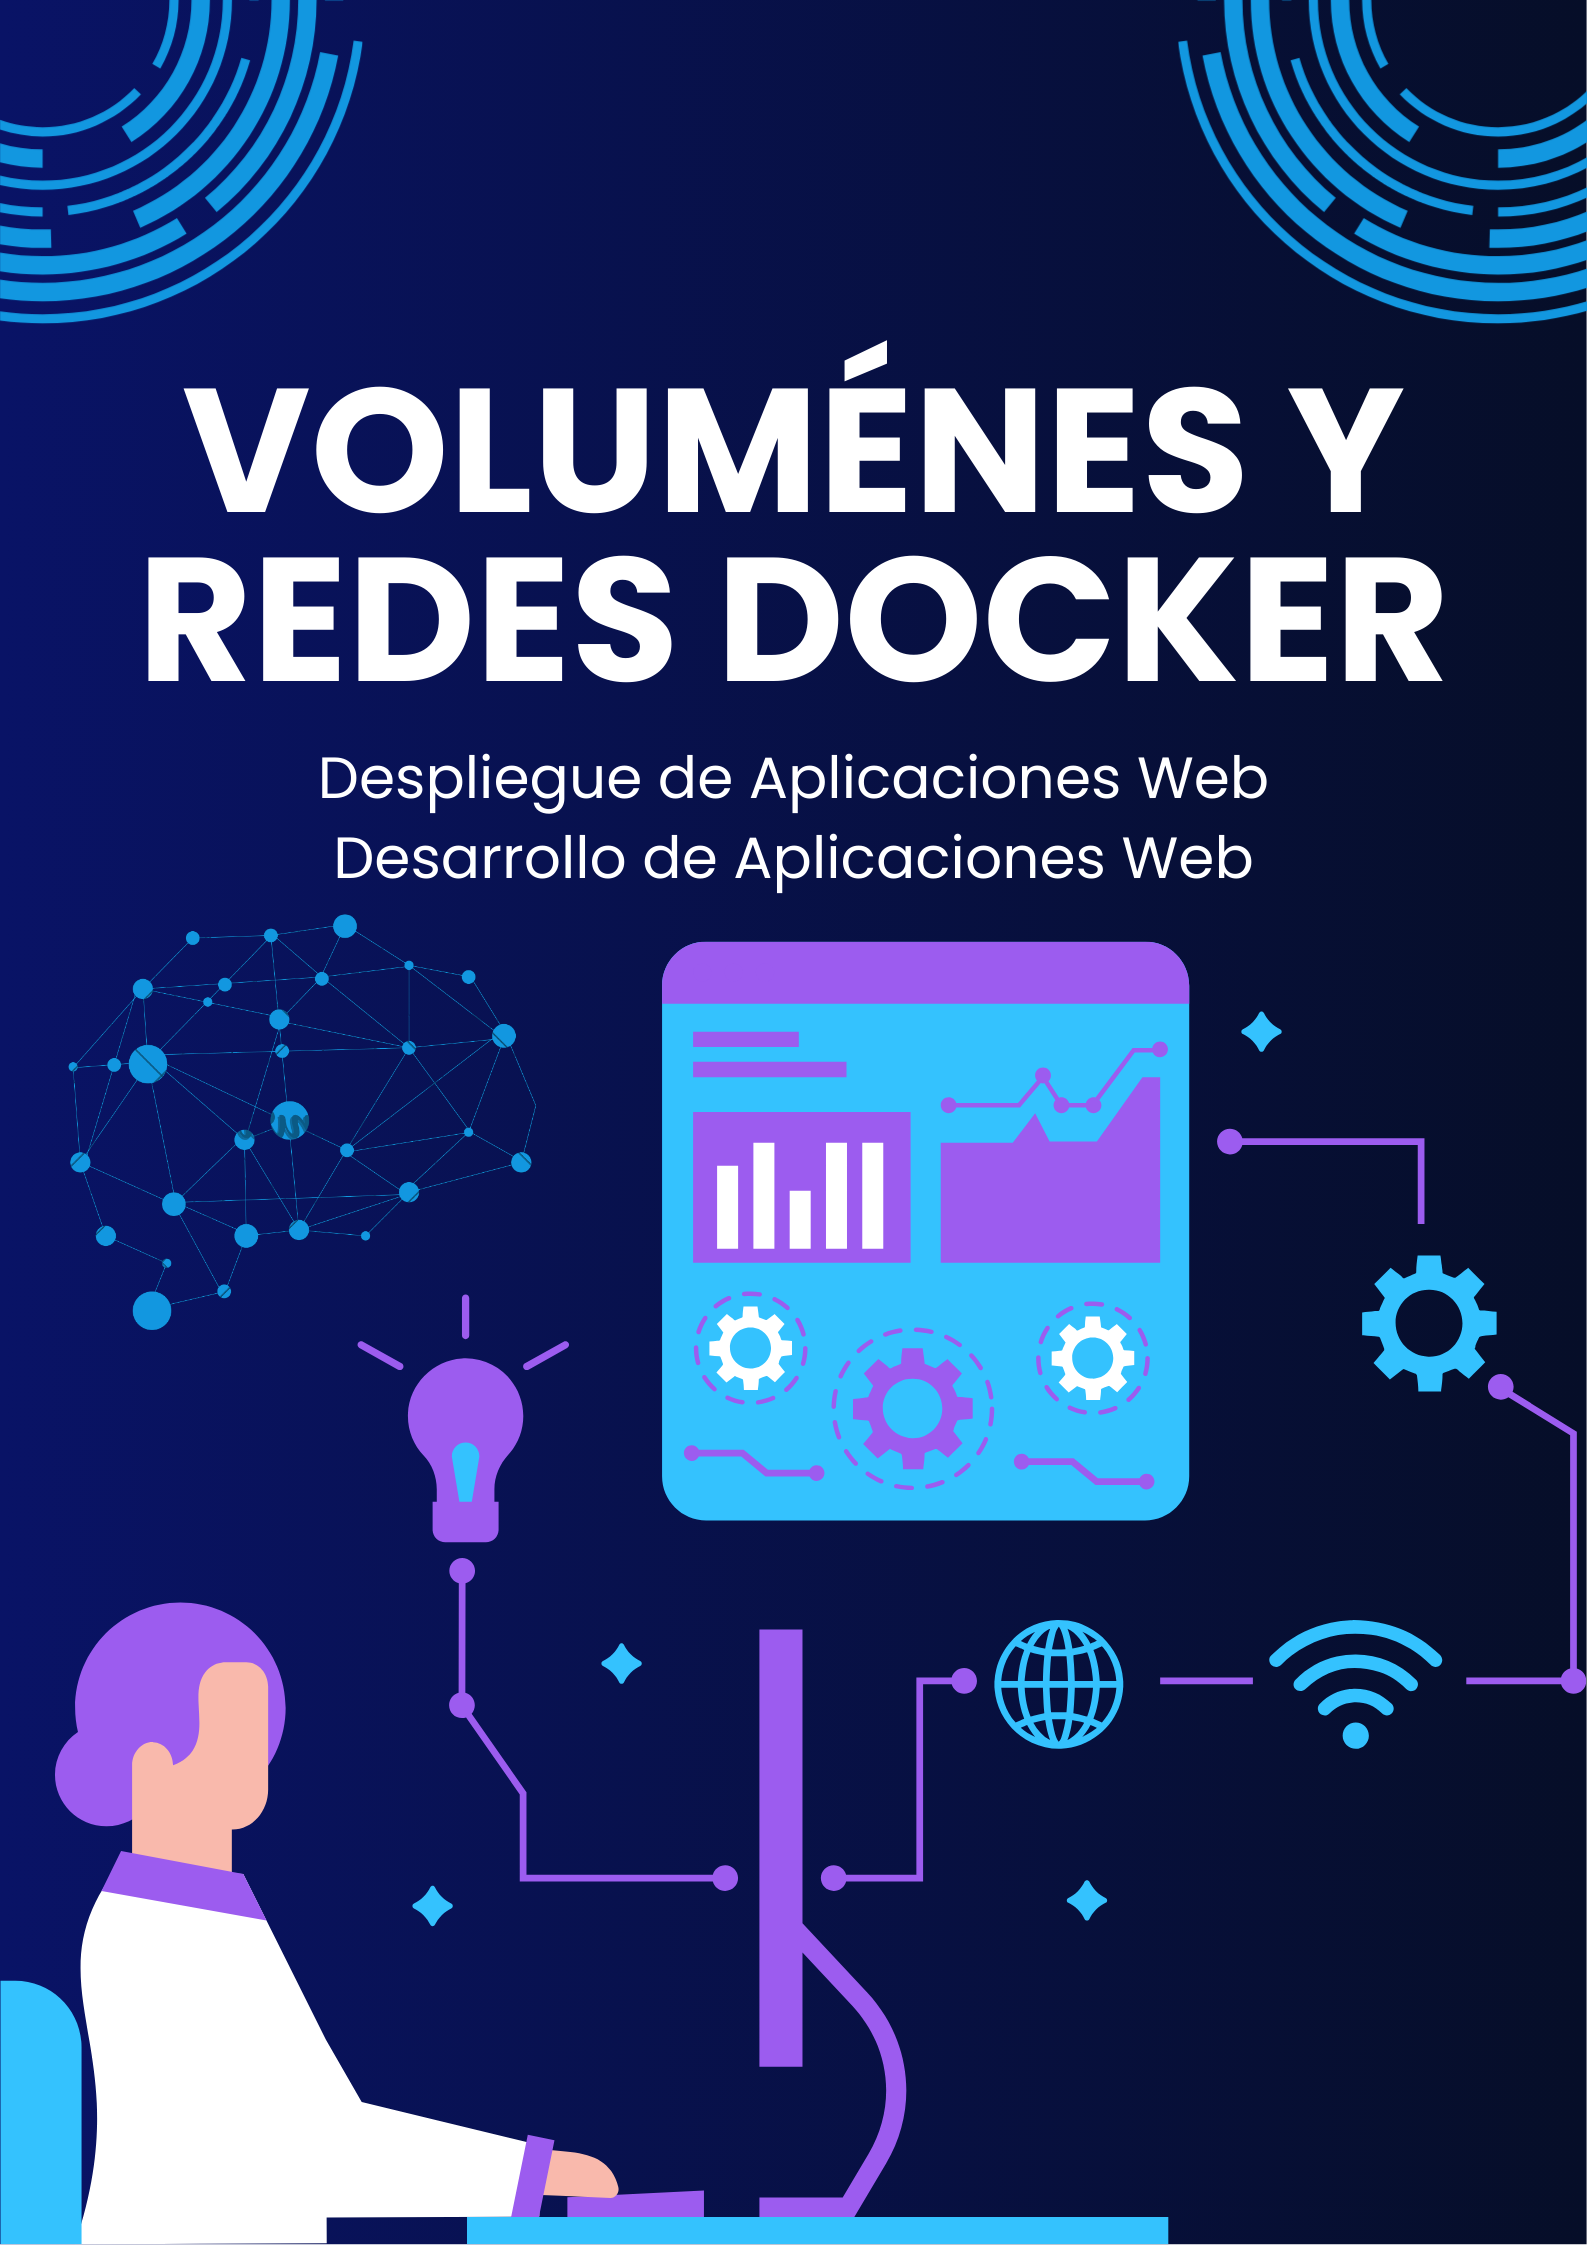 VOLUMÉNES Y
REDES DOCKER
Despliegue de Aplicaciones Web
Desarrollo de Aplicaciones Web